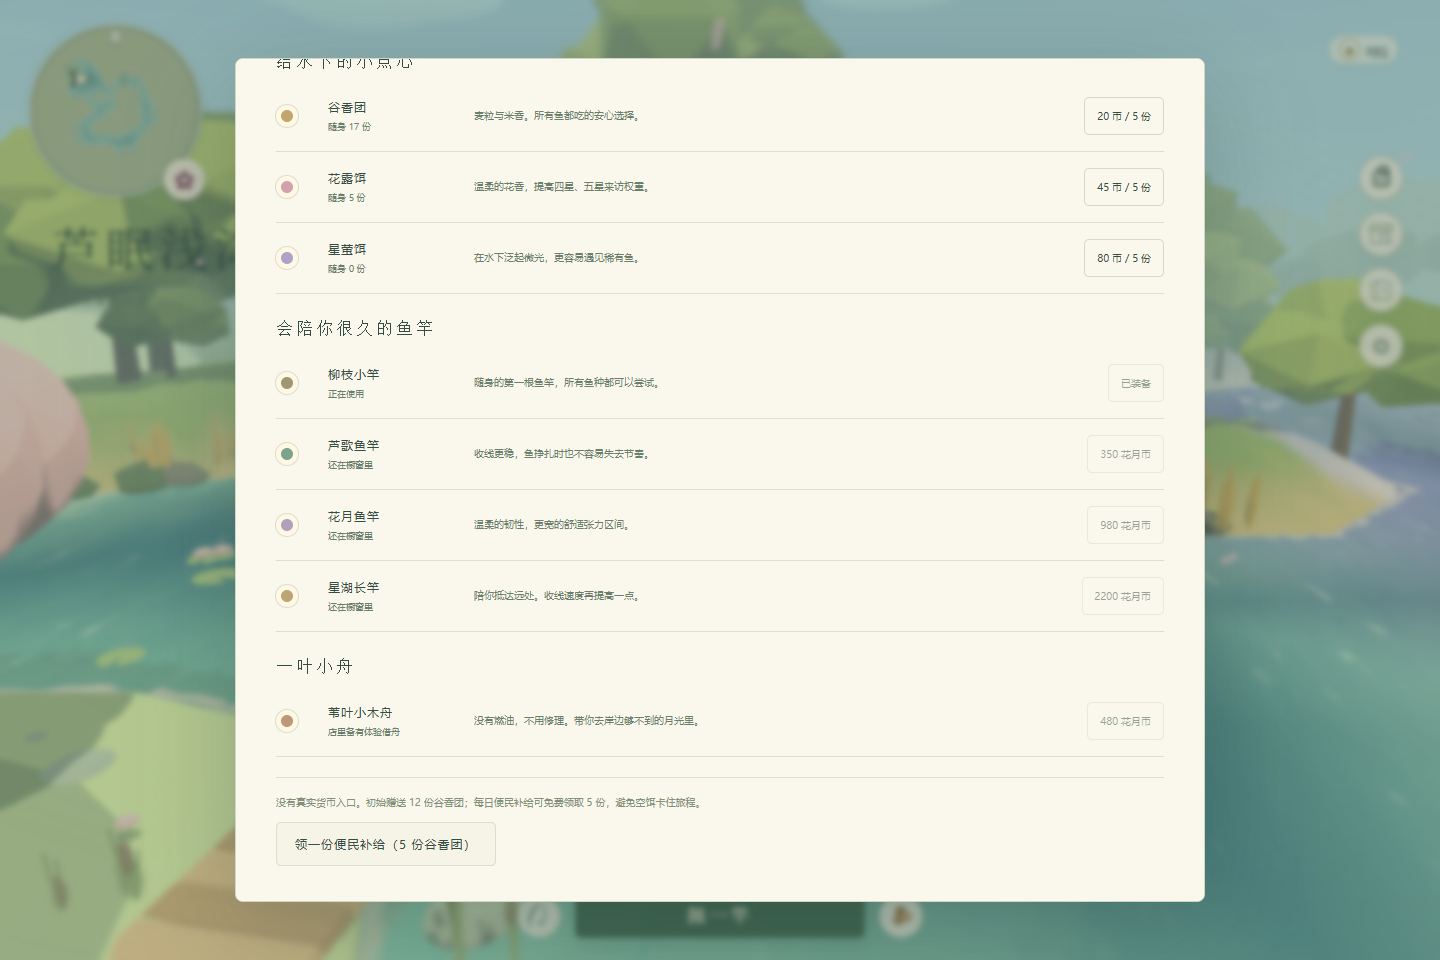 给水下的小点心
谷香团
随身 17 份
麦粒与米香。所有鱼都吃的安心选择。
20 币 / 5 份
花露饵
随身 5 份
温柔的花香，提高四星、五星来访权重。
45 币 / 5 份
星萤饵
随身 0 份
在水下泛起微光，更容易遇见稀有鱼。
80 币 / 5 份
会陪你很久的鱼竿
柳枝小竿
正在使用
随身的第一根鱼竿，所有鱼种都可以尝试。
已装备
芦歌鱼竿
还在橱窗里
收线更稳，鱼挣扎时也不容易失去节奏。
350 花月币
花月鱼竿
还在橱窗里
温柔的韧性，更宽的舒适张力区间。
980 花月币
星湖长竿
还在橱窗里
陪你抵达远处。收线速度再提高一点。
2200 花月币
一叶小舟
苇叶小木舟
店里备有体验借舟
没有燃油，不用修理。带你去岸边够不到的月光里。
480 花月币
没有真实货币入口。初始赠送 12 份谷香团；每日便民补给可免费领取 5 份，避免空饵卡住旅程。
领一份便民补给（5 份谷香团）
芦眠浅